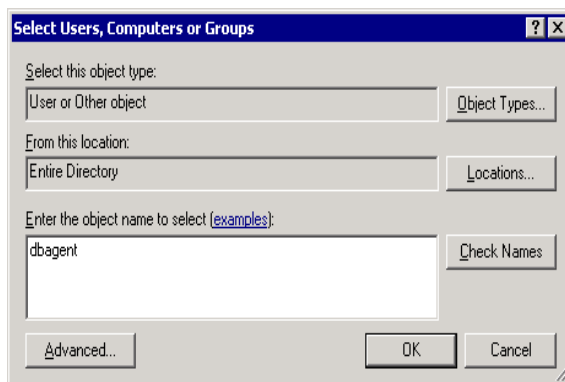 Select Users, Computers or Groups
Select this object type:
User or Other object
Object Types...
From this location:
Entire Directory
Locations...
Enter the object name to select (examples):
dbagent
Check Names
Advanced...
OK
Cancel